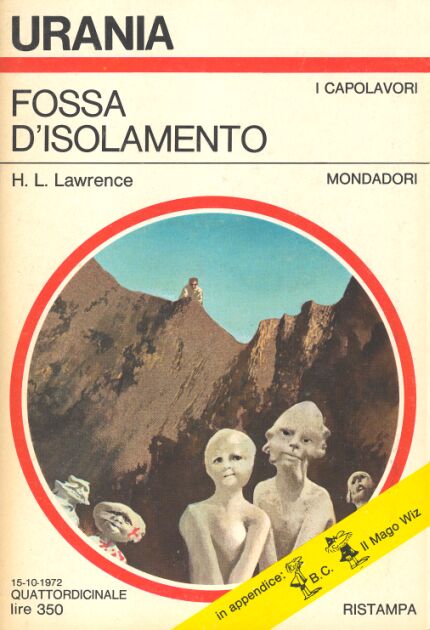 URANIA
I CAPOLAVORI
FOSSA
D'ISOLAMENTO
H. L. Lawrence
MONDADORI
15-10-1972
QUATTORDICINALE
lire 350
in appendice: B.C. Il Mago Wiz
RISTAMPA